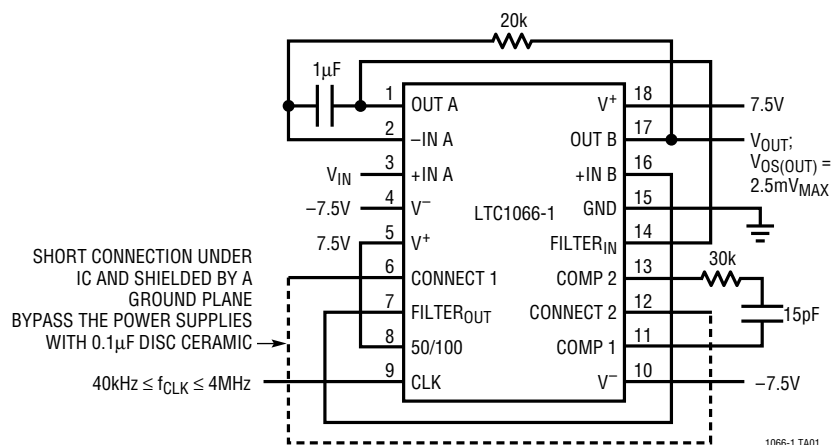 20k
1µF
1 OUT A V+ 18 7.5V
2 –IN A OUT B 17 VOUT;
VOS(OUT) =
2.5mVMAX
VIN 3 +IN A +IN B 16
–7.5V 4 V– LTC1066-1 GND 15
7.5V 5 V+ FILTERIN 14
6 CONNECT 1 COMP 2 13 30k
7 FILTEROUT CONNECT 2 12 15pF
8 50/100 COMP 1 11
40kHz ≤ fCLK ≤ 4MHz 9 CLK V– 10 –7.5V
SHORT CONNECTION UNDER
IC AND SHIELDED BY A
GROUND PLANE
BYPASS THE POWER SUPPLIES
WITH 0.1µF DISC CERAMIC
1066-1 TA01